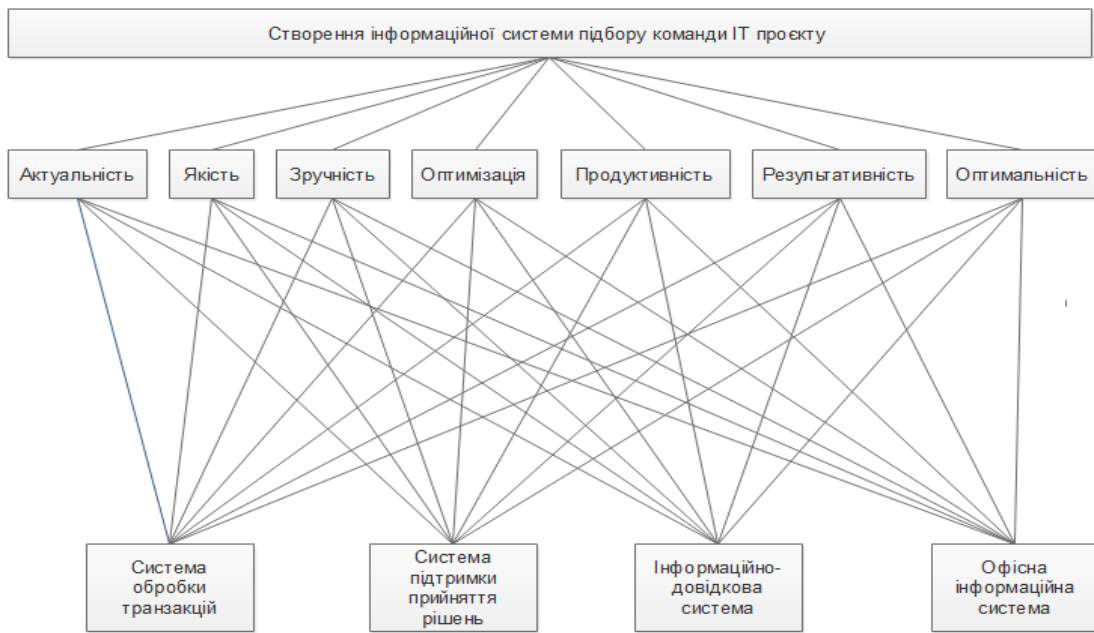 Створення інформаційної системи підбору команди ІТ проєкту
Актуальність
Якість
Зручність
Оптимізація
Продуктивність
Результативність
Оптимальність
Система
обробки
транзакцій
Система
підтримки
прийняття
рішень
Інформаційно-
довідкова
система
Офісна
інформаційна
система